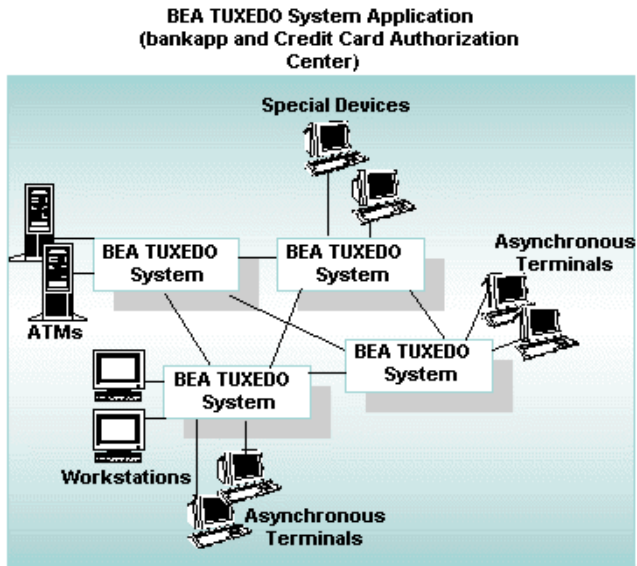 BEA TUXEDO System Application
(bankapp and Credit Card Authorization
Center)
Special Devices
BEA TUXEDO
System
BEA TUXEDO
System
Asynchronous
Terminals
ATMs
BEA TUXEDO
System
BEA TUXEDO
System
Workstations
Asynchronous
Terminals